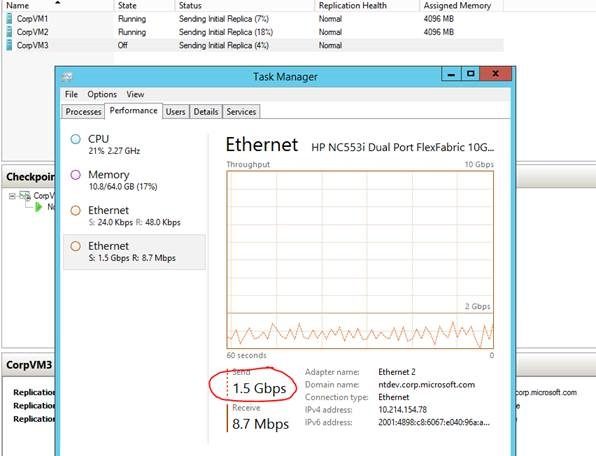 Name State Status Replication Health Assigned Memory
CorpVM1 Running Sending Initial Replica (7%) Normal 4096 MB
CorpVM2 Running Sending Initial Replica (18%) Normal 4096 MB
CorpVM3 Off Sending Initial Replica (4%) Normal
Task Manager
File Options View
Processes Performance Users Details Services
CPU
21% 2.27 GHz
Memory
10.8/64.0 GB (17%)
Ethernet
S: 24.0 Kbps R: 48.0 Kbps
Ethernet
S: 1.5 Gbps R: 8.7 Mbps
Ethernet HP NC553i Dual Port FlexFabric 10G...
Throughput 10 Gbps
2 Gbps
60 seconds 0
Send
1.5 Gbps
Receive
8.7 Mbps
Adapter name: Ethernet 2
Domain name: ntdev.corp.microsoft.com
Connection type: Ethernet
IPv4 address: 10.214.154.78
IPv6 address: 2001:4898:c8:6067:e040:96a:a...
Checkpoin
CorpV
CorpVM3
Replication
Replication
Replication
orp.microsoft.com